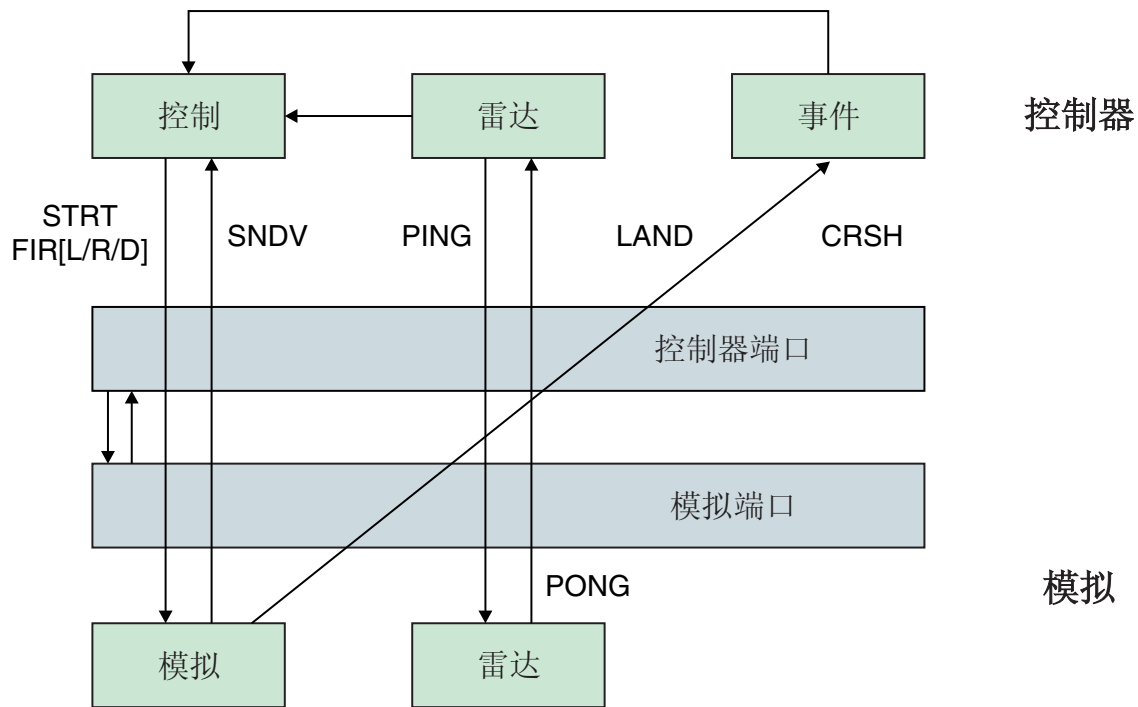 控制
雷达
事件
控制器
STRT
FIR[L/R/D]
SNDV
PING
LAND
CRSH
控制器端口
模拟端口
PONG
模拟
模拟
雷达